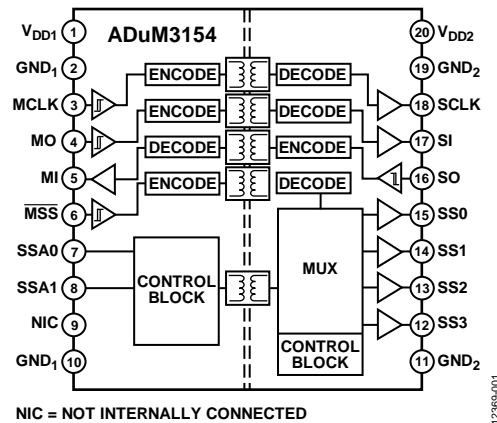 ADuM3154
VDD1 1
20 VDD2
GND1 2
19 GND2
MCLK 3
ENCODE
DECODE
18 SCLK
MO 4
ENCODE
DECODE
17 SI
MI 5
DECODE
ENCODE
16 SO
MSS 6
ENCODE
DECODE
15 SS0
SSA0 7
14 SS1
SSA1 8
CONTROL
BLOCK
MUX
13 SS2
NIC 9
12 SS3
CONTROL
BLOCK
GND1 10
11 GND2
NIC = NOT INTERNALLY CONNECTED
12369-001